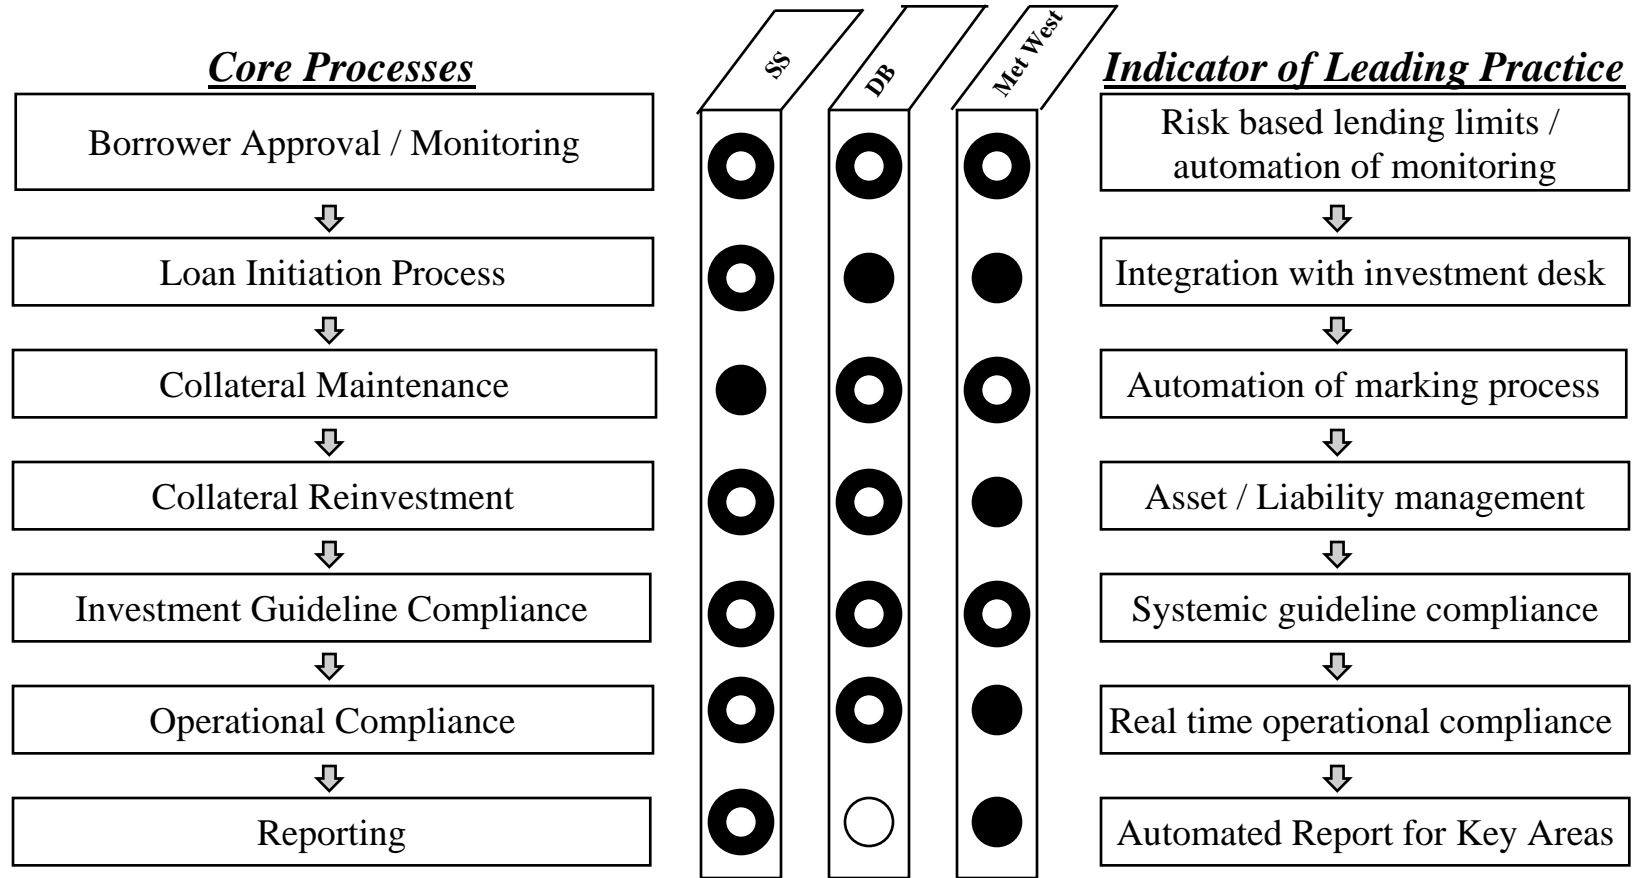 Core Processes
SS
DB
Met West
Indicator of Leading Practice
Borrower Approval / Monitoring
Risk based lending limits /
automation of monitoring
Loan Initiation Process
Integration with investment desk
Collateral Maintenance
Automation of marking process
Collateral Reinvestment
Asset / Liability management
Investment Guideline Compliance
Systemic guideline compliance
Operational Compliance
Real time operational compliance
Reporting
Automated Report for Key Areas